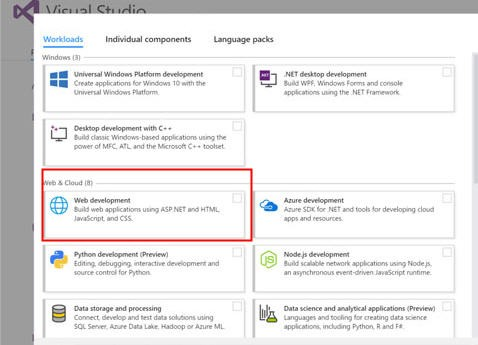 Visual Studio
Workloads
Individual components
Language packs
Windows (3)
Universal Windows Platform development
Create applications for Windows 10 with the
Universal Windows Platform.
.NET desktop development
Build WPF, Windows Forms and console
applications using the .NET Framework.
Desktop development with C++
Build classic Windows-based applications using the
power of MFC, ATL, and the Microsoft C++ toolset.
Web & Cloud (8)
Web development
Build web applications using ASP.NET and HTML,
JavaScript, and CSS.
Azure development
Azure SDK for .NET and tools for developing cloud
apps and resources.
Python development (Preview)
Editing, debugging, interactive development and
source control for Python.
Node.js development
Build scalable network applications using Node.js,
an asynchronous event-driven JavaScript runtime.
Data storage and processing
Connect, develop and test data solutions using
SQL Server, Azure Data Lake, Hadoop or Azure ML.
Data science and analytical applications (Preview)
Languages and tooling for creating data science
applications, including Python, R and F#.